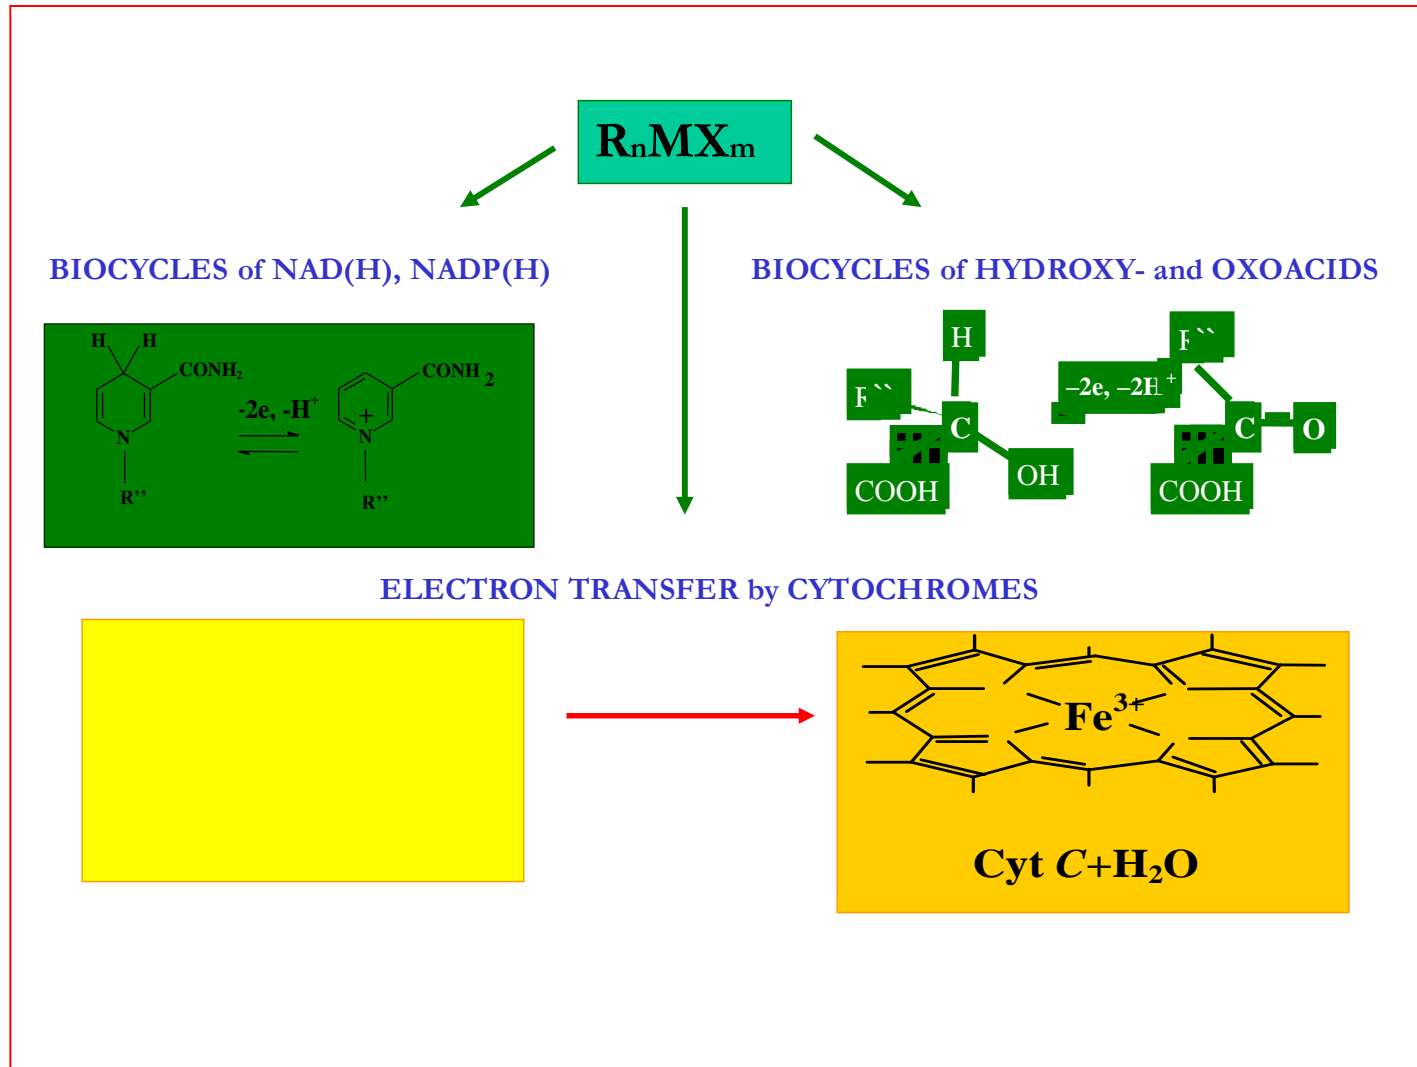 RnMXm
BIOCYCLES of NAD(H), NADP(H)
BIOCYCLES of HYDROXY- and OXOACIDS
H H
CONH2
N
R’’
-2e, -H+
CONH 2
+
N
R’’
H
C
OH
COOH
–2e, –2H +
C O
COOH
ELECTRON TRANSFER by CYTOCHROMES
Fe3+
Cyt C+H2O